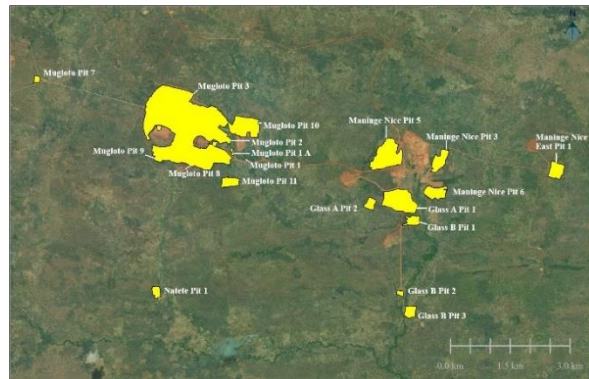 Mugloto Pit 7
Mugloto Pit 3
Mugloto Pit 10
Maninge Nice Pit 5
Maninge Nice Pit 3
Maninge Nice
East Pit 1
Mugloto Pit 2
Mugloto Pit 1 A
Mugloto Pit 9
Mugloto Pit 1
Mugloto Pit 8
Mugloto Pit 11
Maninge Nice Pit 6
Glass A Pit 2
Glass A Pit 1
Glass B Pit 1
Natete Pit 1
Glass B Pit 2
Glass B Pit 3
0.0 km
1.5 km
3.0 km